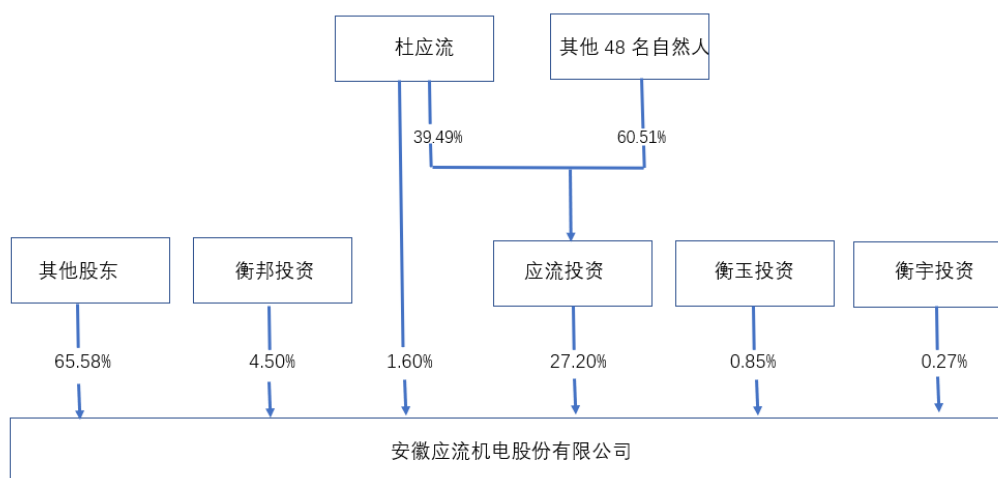 杜应流
其他 48 名自然人
39.49%
60.51%
其他股东
衡邦投资
应流投资
衡玉投资
衡宇投资
65.58%
4.50%
1.60%
27.20%
0.85%
0.27%
安徽应流机电股份有限公司